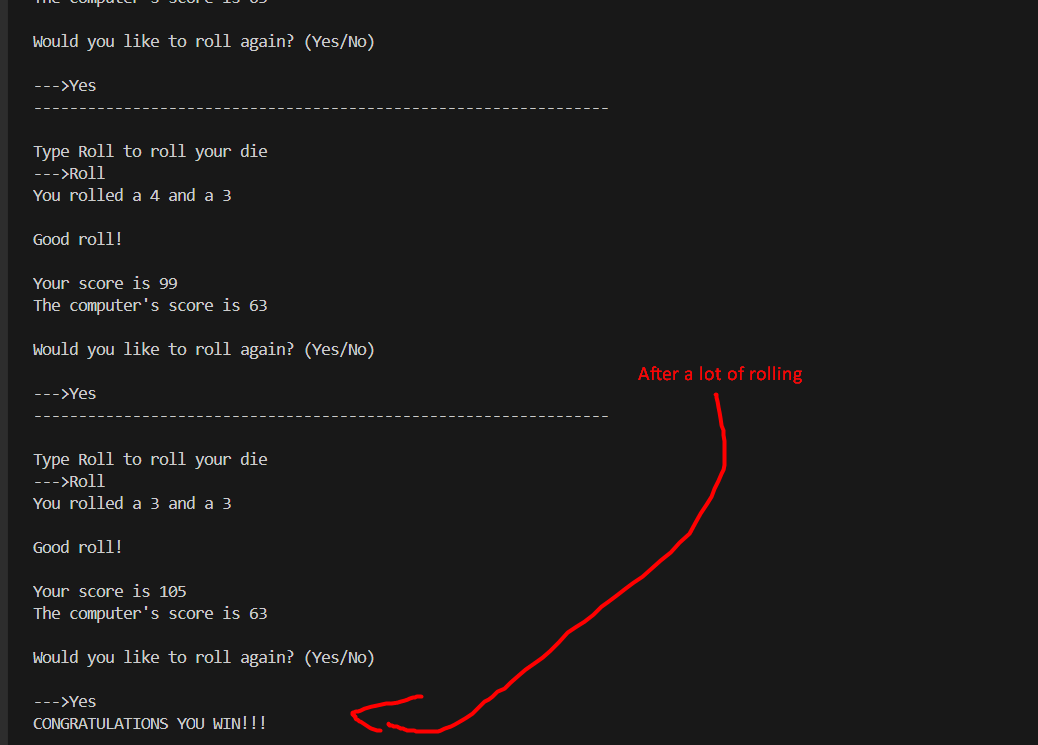 The computer's score is 63
Would you like to roll again? (Yes/No)
--->Yes
----------------------------------------------------------------
Type Roll to roll your die
--->Roll
You rolled a 4 and a 3
Good roll!
Your score is 99
The computer's score is 63
Would you like to roll again? (Yes/No)
After a lot of rolling
--->Yes
----------------------------------------------------------------
Type Roll to roll your die
--->Roll
You rolled a 3 and a 3
Good roll!
Your score is 105
The computer's score is 63
Would you like to roll again? (Yes/No)
--->Yes
CONGRATULATIONS YOU WIN!!!